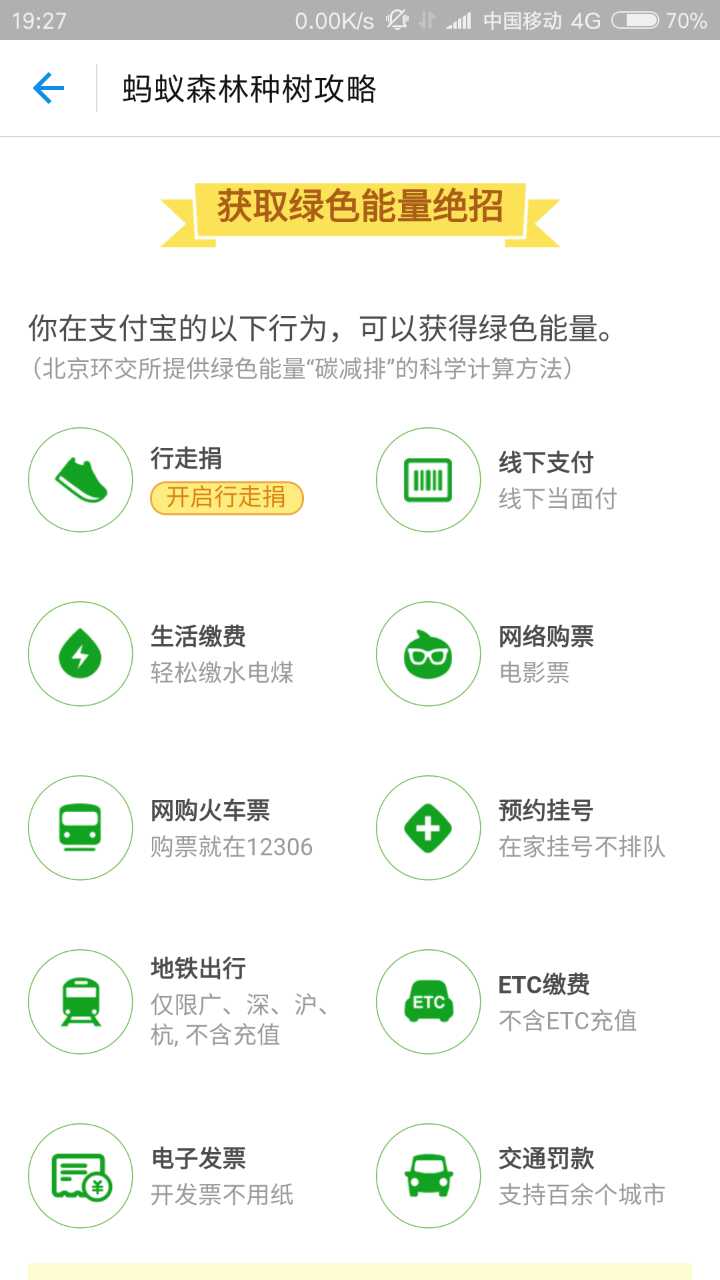 19:27 0.00K/s 中国移动 4G 70%
蚂蚁森林种树攻略
获取绿色能量绝招
你在支付宝的以下行为，可以获得绿色能量。
（北京环交所提供绿色能量“碳减排”的科学计算方法）
行走捐
开启行走捐
线下支付
线下当面付
生活缴费
轻松缴水电煤
网络购票
电影票
网购火车票
购票就在12306
预约挂号
在家挂号不排队
地铁出行
仅限广、深、沪、
杭, 不含充值
ETC
ETC缴费
不含ETC充值
¥
电子发票
开发票不用纸
交通罚款
支持百余个城市